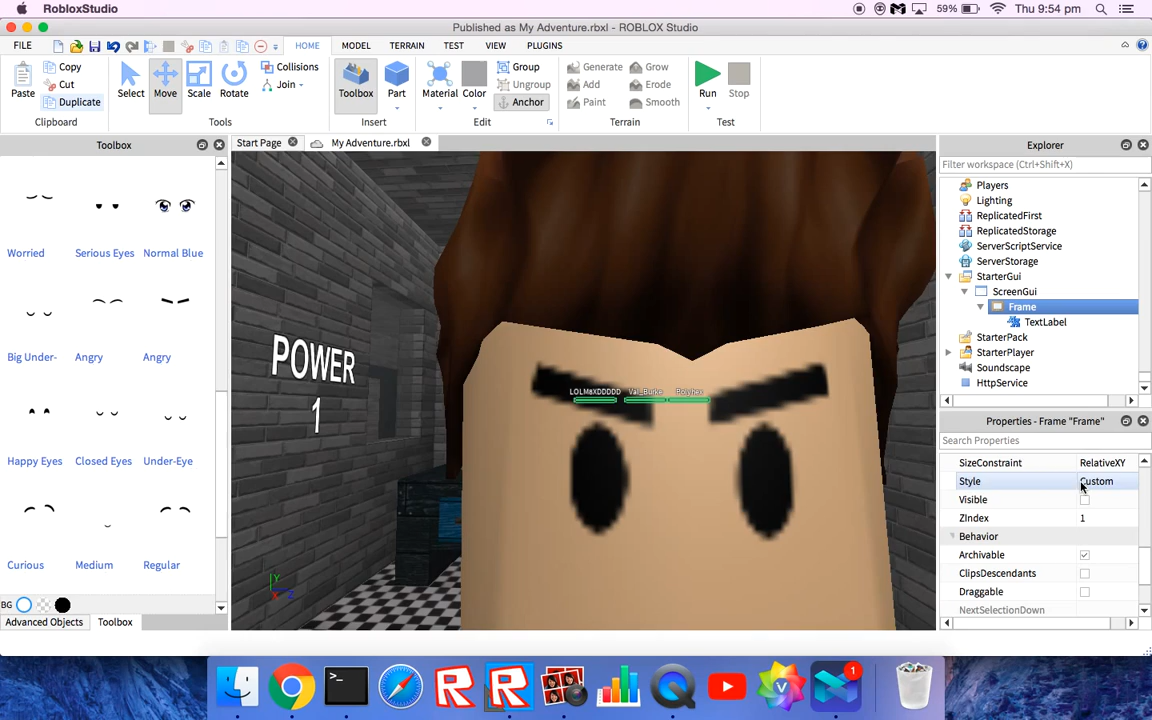 RobloxStudio
59%
Thu 9:54 pm
Published as My Adventure.rbxl - ROBLOX Studio
FILE
HOME
MODEL
TERRAIN
TEST
VIEW
PLUGINS
Paste
Copy
Cut
Duplicate
Clipboard
Select
Move
Scale
Rotate
Collisions
Join
Tools
Toolbox
Part
Insert
Material
Color
Group
Ungroup
Anchor
Edit
Generate
Grow
Add
Erode
Paint
Smooth
Terrain
Run
Stop
Test
Toolbox
Start Page
My Adventure.rbxl
Worried
Serious Eyes
Normal Blue
Big Under-
Angry
Angry
Happy Eyes
Closed Eyes
Under-Eye
Curious
Medium
Regular
BG
Advanced Objects
Toolbox
POWER
1
LOLMaXDDDDD
Val_Burke
Polyhex
Y
X
Z
Explorer
Filter workspace (Ctrl+Shift+X)
Players
Lighting
ReplicatedFirst
ReplicatedStorage
ServerScriptService
ServerStorage
StarterGui
ScreenGui
Frame
TextLabel
StarterPack
StarterPlayer
Soundscape
HttpService
Properties - Frame "Frame"
Search Properties
SizeConstraint RelativeXY
Style Custom
Visible
ZIndex 1
Behavior
Archivable
ClipsDescendants
Draggable
NextSelectionDown
1